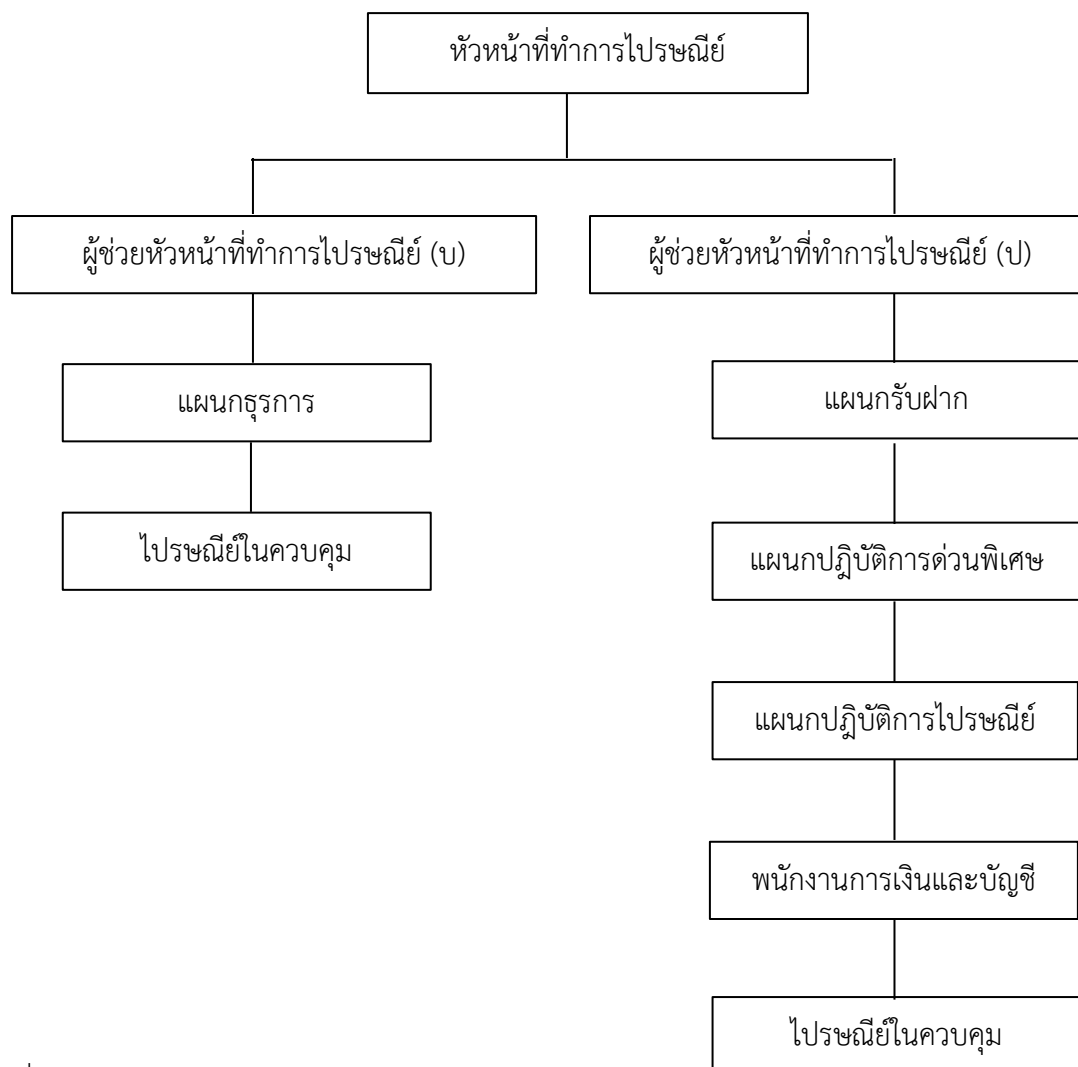 หัวหน้าที่ทำการไปรษณีย์
ผู้ช่วยหัวหน้าที่ทำการไปรษณีย์ (บ)
ผู้ช่วยหัวหน้าที่ทำการไปรษณีย์ (ป)
แผนกธุรการ
แผนกรับฝาก
ไปรษณีย์ในควบคุม
แผนกปฎิบัติการด่วนพิเศษ
แผนกปฎิบัติการไปรษณีย์
พนักงานการเงินและบัญชี
ไปรษณีย์ในควบคุม